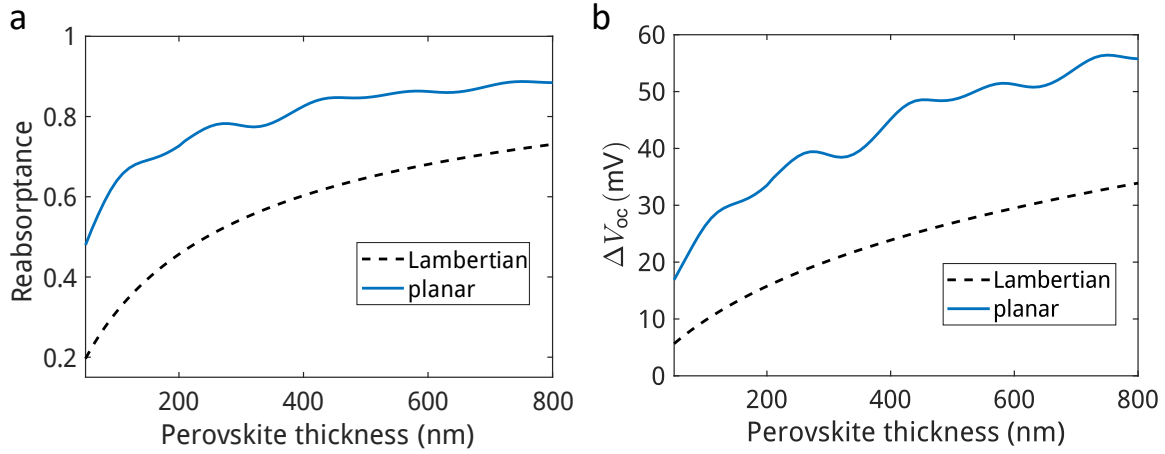 a
1
0.8
0.6
0.4
0.2
Reabsorptance
Lambertian
planar
200
400
600
800
Perovskite thickness (nm)
b
60
50
40
30
20
10
0
ΔVoc (mV)
Lambertian
planar
200
400
600
800
Perovskite thickness (nm)